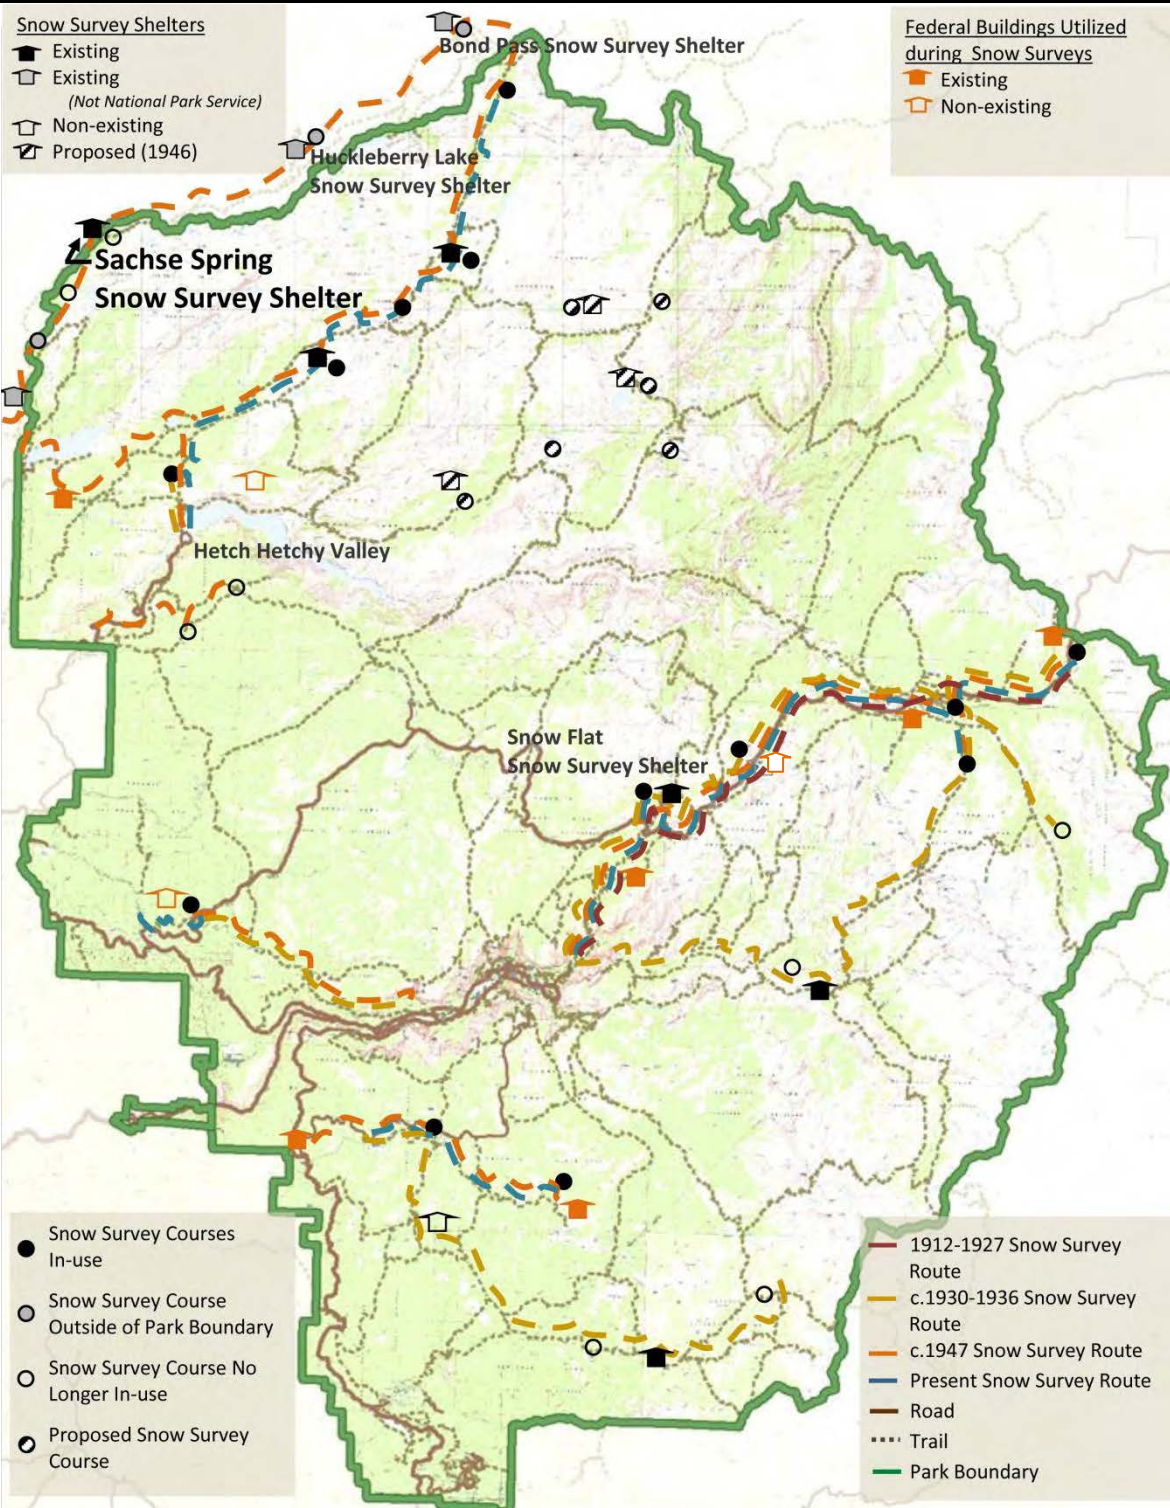 Snow Survey Shelters
Existing
Existing
(Not National Park Service)
Non-existing
Proposed (1946)
Federal Buildings Utilized
during Snow Surveys
Existing
Non-existing
Bond Pass Snow Survey Shelter
Huckleberry Lake
Snow Survey Shelter
Sachse Spring
Snow Survey Shelter
Hetch Hetchy Valley
Snow Flat
Snow Survey Shelter
Snow Survey Courses
In-use
Snow Survey Course
Outside of Park Boundary
Snow Survey Course No
Longer In-use
Proposed Snow Survey
Course
1912-1927 Snow Survey
Route
c.1930-1936 Snow Survey
Route
c.1947 Snow Survey Route
Present Snow Survey Route
Road
Trail
Park Boundary